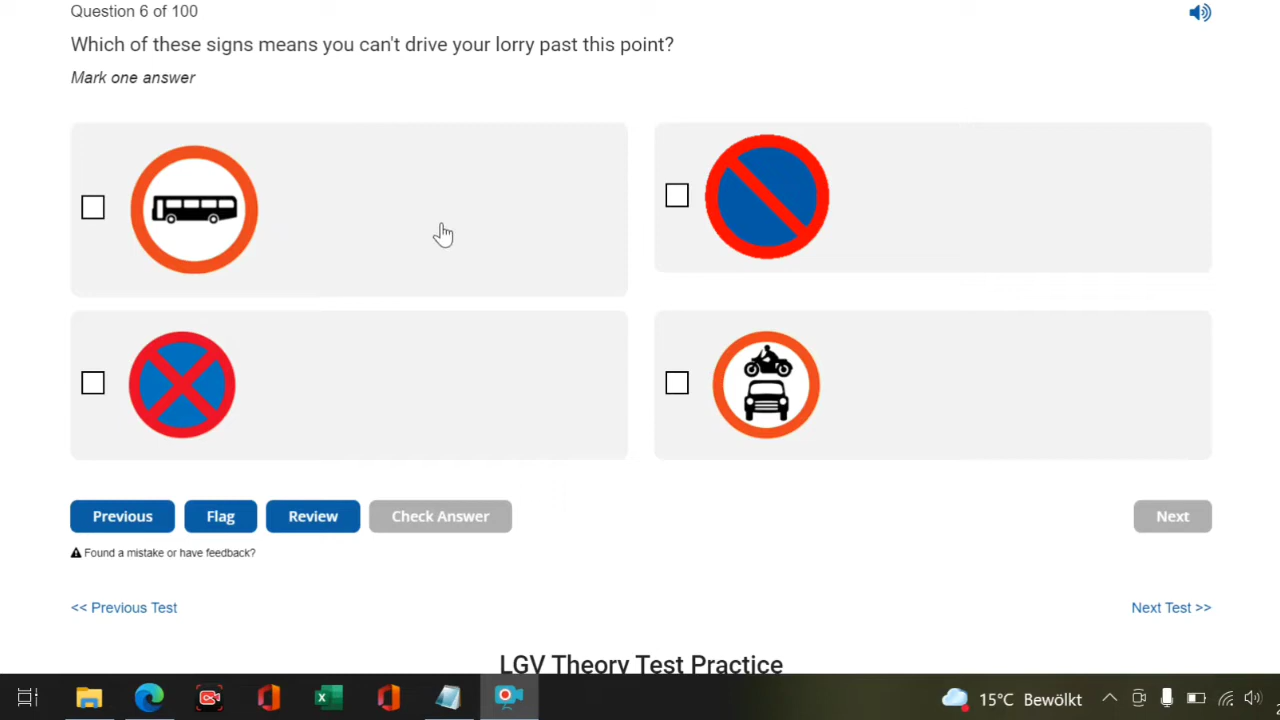 Question 6 of 100
Which of these signs means you can't drive your lorry past this point?
Mark one answer
Previous
Flag
Review
Check Answer
Next
Found a mistake or have feedback?
<< Previous Test
Next Test >>
LGV Theory Test Practice
15°C Bewölkt